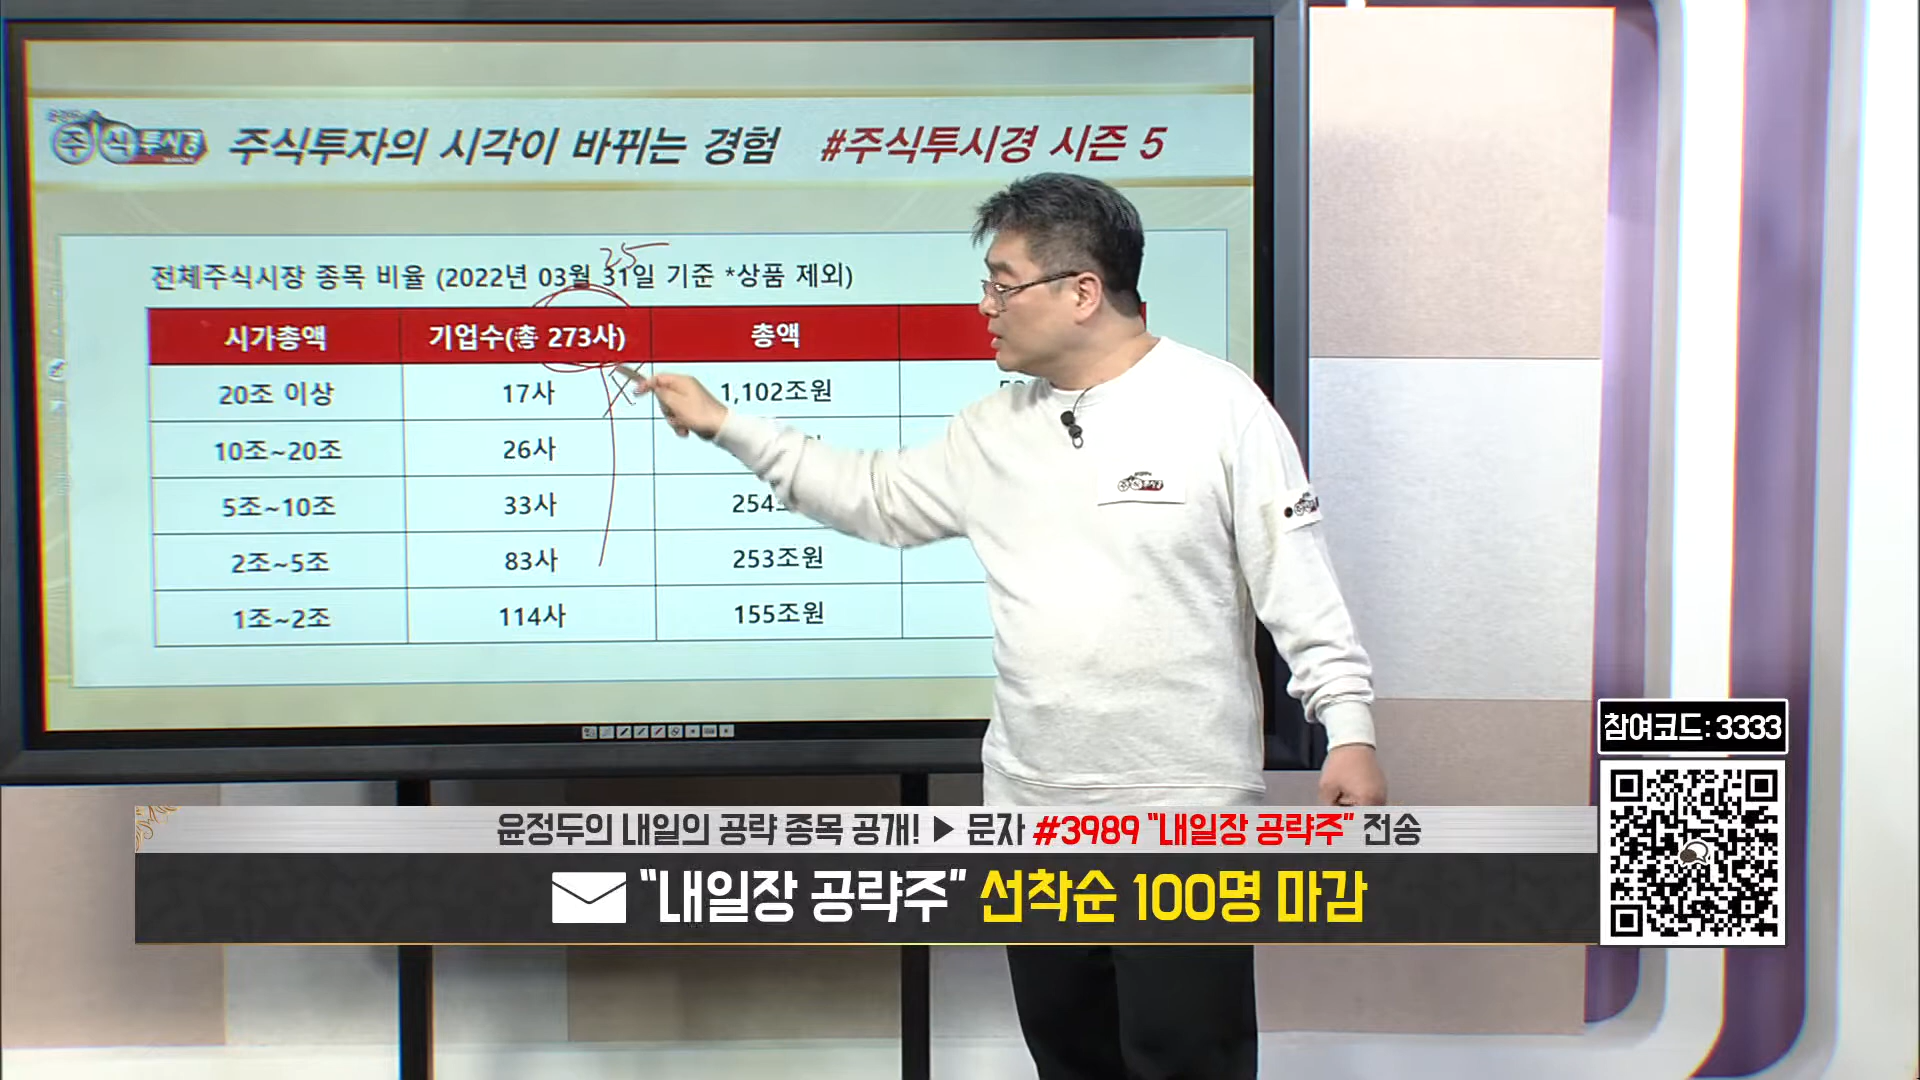 주식투시경 주식투자의 시각이 바뀌는 경험 #주식투시경 시즌 5
25
전체주식시장 종목 비율 (2022년 03월 31일 기준 *상품 제외)
시가총액 기업수(총 273사) 총액
20조 이상 17사 1,102조원
10조~20조 26사
5조~10조 33사 254
2조~5조 83사 253조원
1조~2조 114사 155조원
참여코드: 3333
윤정두의 내일의 공략 종목 공개! ▶ 문자 #3989 “내일장 공략주” 전송
“내일장 공략주” 선착순 100명 마감